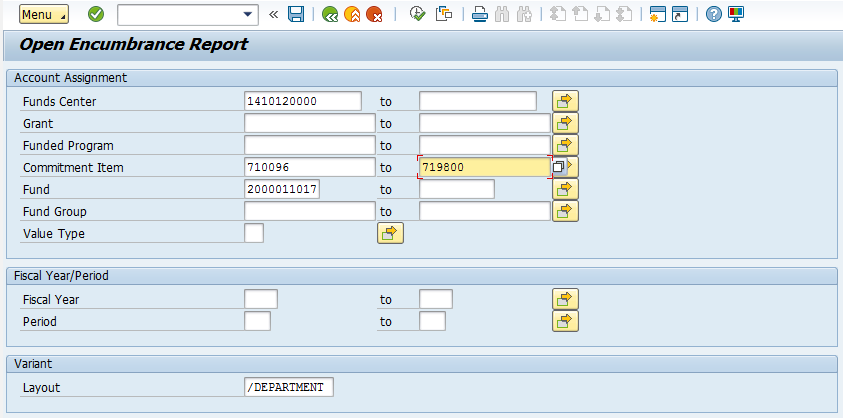 Menu
Open Encumbrance Report
Account Assignment
Funds Center 1410120000 to
Grant to
Funded Program to
Commitment Item 710096 to 719800
Fund 2000011017 to
Fund Group to
Value Type
Fiscal Year/Period
Fiscal Year to
Period to
Variant
Layout /DEPARTMENT